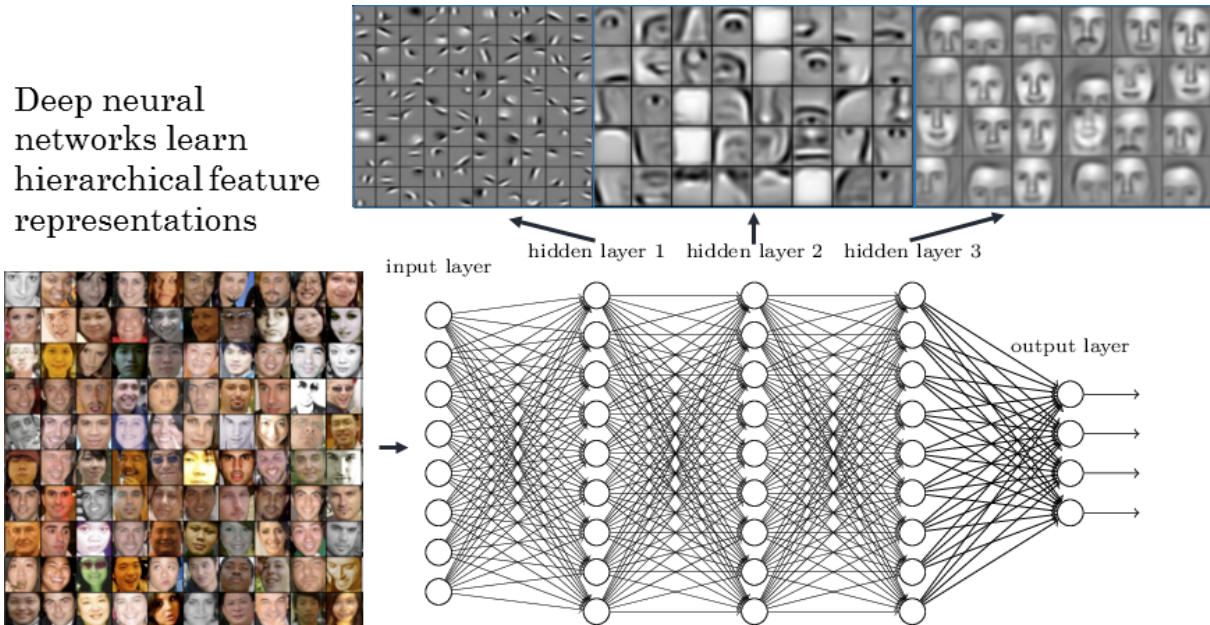 Deep neural
networks learn
hierarchical feature
representations
hidden layer 1
hidden layer 2
hidden layer 3
input layer
output layer